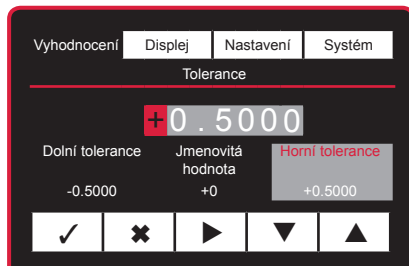 Vyhodnocení Displej Nastavení Systém
Tolerance
+0.5000
Dolní tolerance Jmenovitá hodnota Horní tolerance
-0.5000 +0 +0.5000